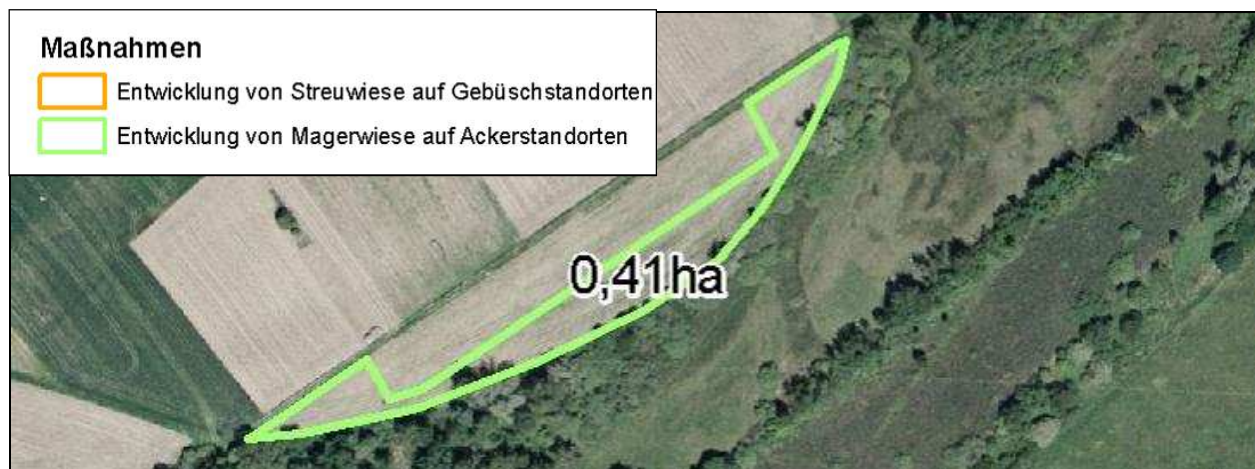 Maßnahmen
Entwicklung von Streuwiese auf Gebüschstandorten
Entwicklung von Magerwiese auf Ackerstandorten
0,41ha